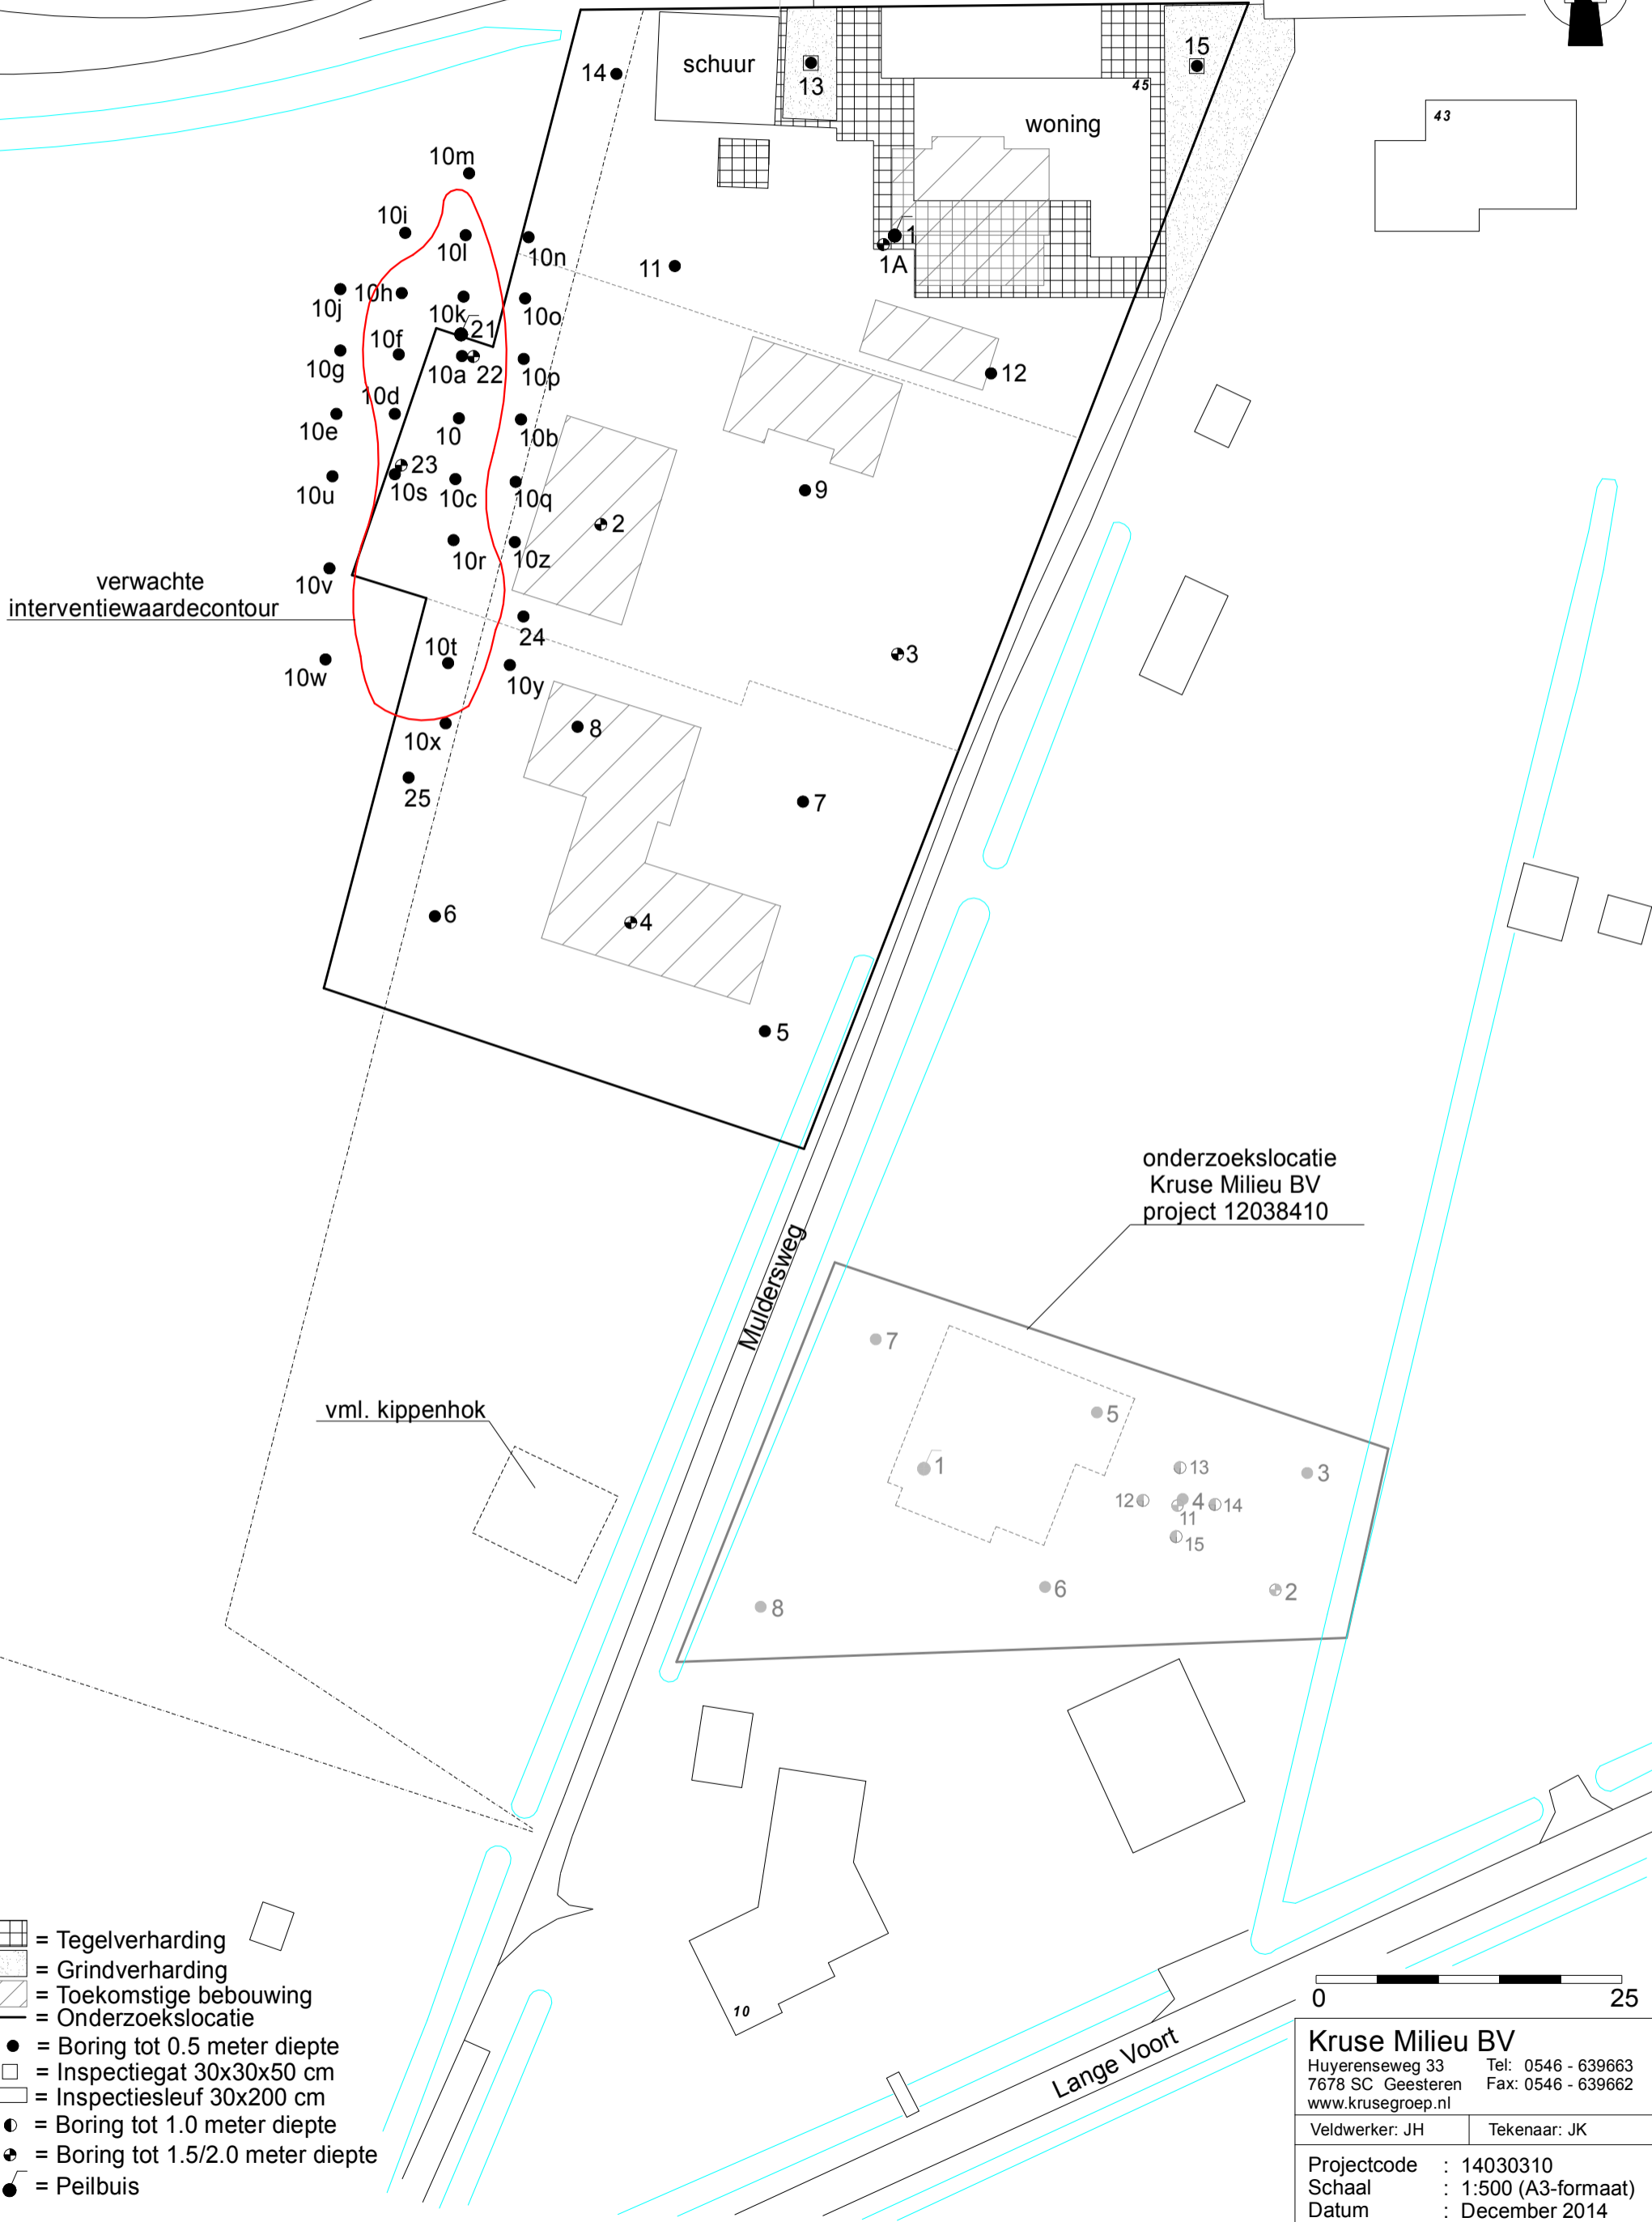 15
14
schuur
13
45
woning
43
10m
10i
10l
10n
11
1
1A
10j
10h
10k
10o
21
10f
10g
10a
22
10p
12
10d
10e
10
10b
23
10u
10s
10c
10q
9
2
10r
10z
10v
verwachte
interventiewaardecontour
24
10t
3
10w
10y
8
10x
25
7
6
4
5
onderzoekslocatie
Kruse Milieu BV
project 12038410
Muldersweg
7
vml. kippenhok
5
1
13
3
12
4
14
11
15
6
2
8
10
Lange Voort
= Tegelverharding
= Grindverharding
= Toekomstige bebouwing
= Onderzoekslocatie
= Boring tot 0.5 meter diepte
= Inspectiegat 30x30x50 cm
= Inspectiesleuf 30x200 cm
= Boring tot 1.0 meter diepte
= Boring tot 1.5/2.0 meter diepte
= Peilbuis
0 25
Kruse Milieu BV
Huyerenseweg 33 Tel: 0546 - 639663
7678 SC Geesteren Fax: 0546 - 639662
www.krusegroep.nl
Veldwerker: JH Tekenaar: JK
Projectcode : 14030310
Schaal : 1:500 (A3-formaat)
Datum : December 2014